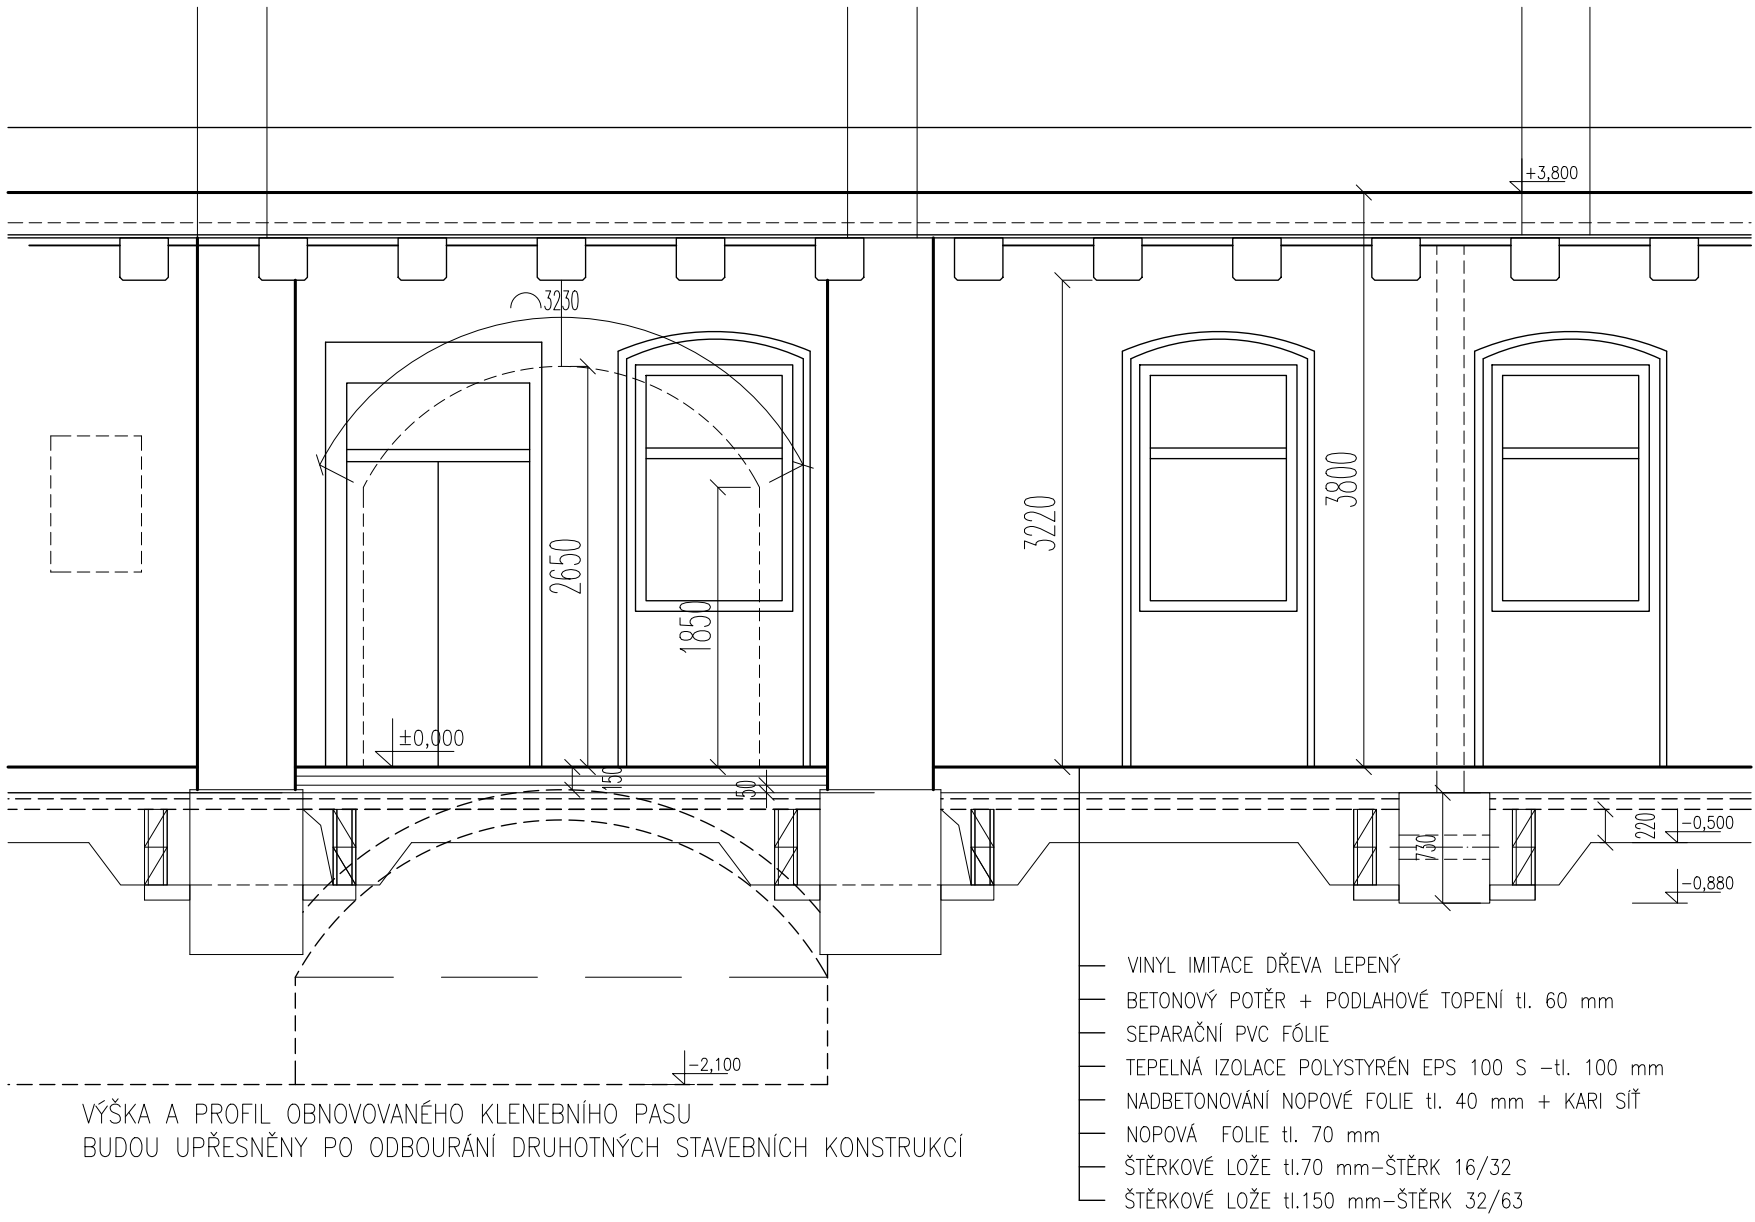 +3,800
3230
3800
3220
2650
1850
±0,000
150
50
220
-0,500
730
-0,880
-2,100
VINYL IMITACE DŘEVA LEPENÝ
BETONOVÝ POTĚR + PODLAHOVÉ TOPENÍ tl. 60 mm
SEPARAČNÍ PVC FÓLIE
TEPELNÁ IZOLACE POLYSTYRÉN EPS 100 S -tl. 100 mm
NADBETONOVÁNÍ NOPOVÉ FOLIE tl. 40 mm + KARI SÍŤ
NOPOVÁ FOLIE tl. 70 mm
ŠTĚRKOVÉ LOŽE tl.70 mm-ŠTĚRK 16/32
ŠTĚRKOVÉ LOŽE tl.150 mm-ŠTĚRK 32/63
VÝŠKA A PROFIL OBNOVOVANÉHO KLENEBNÍHO PASU
BUDOU UPŘESNĚNY PO ODBOURÁNÍ DRUHOTNÝCH STAVEBNÍCH KONSTRUKCÍ